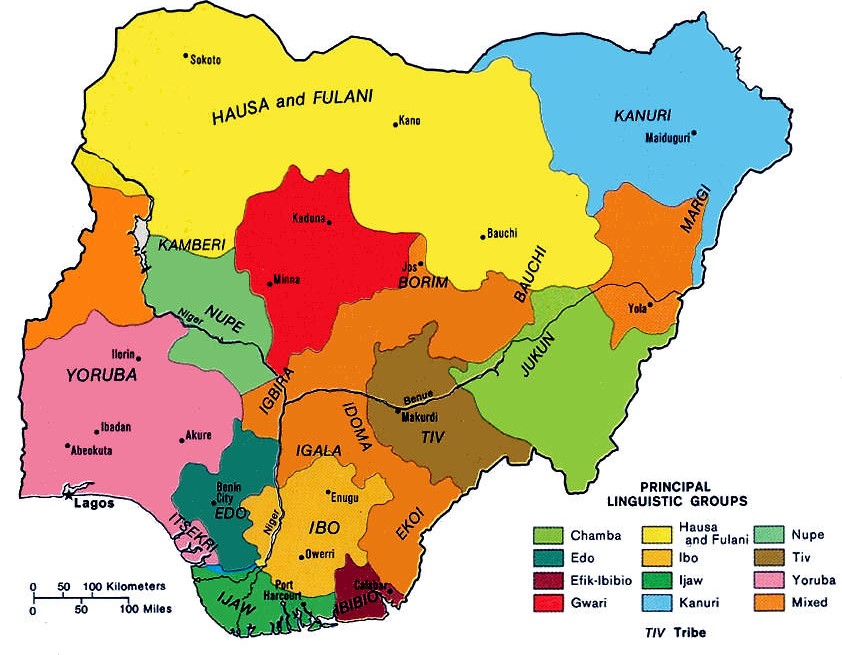 Sokoto
HAUSA and FULANI
Kano
KANURI
Maiduguri
MARGI
Kaduna
KAMBERI
Bauchi
Jos
BORIM
BAUCHI
Minna
Yola
Niger
NUPE
Ilorin
YORUBA
JUKUN
IGBIRA
Benue
Makurdi
IDOMA
TIV
Ibadan
Akure
Abeokuta
IGALA
Benin
City
EDO
Enugu
Lagos
ITSEKRI
Niger
IBO
EKOI
Owerri
Port
Harcourt
Calabar
IJAW
IBIBIO
0 50 100 Kilometers
0 50 100 Miles
PRINCIPAL
LINGUISTIC GROUPS
Chamba
Edo
Efik-Ibibio
Gwari
Hausa
and Fulani
Ibo
Ijaw
Kanuri
Nupe
Tiv
Yoruba
Mixed
TIV Tribe